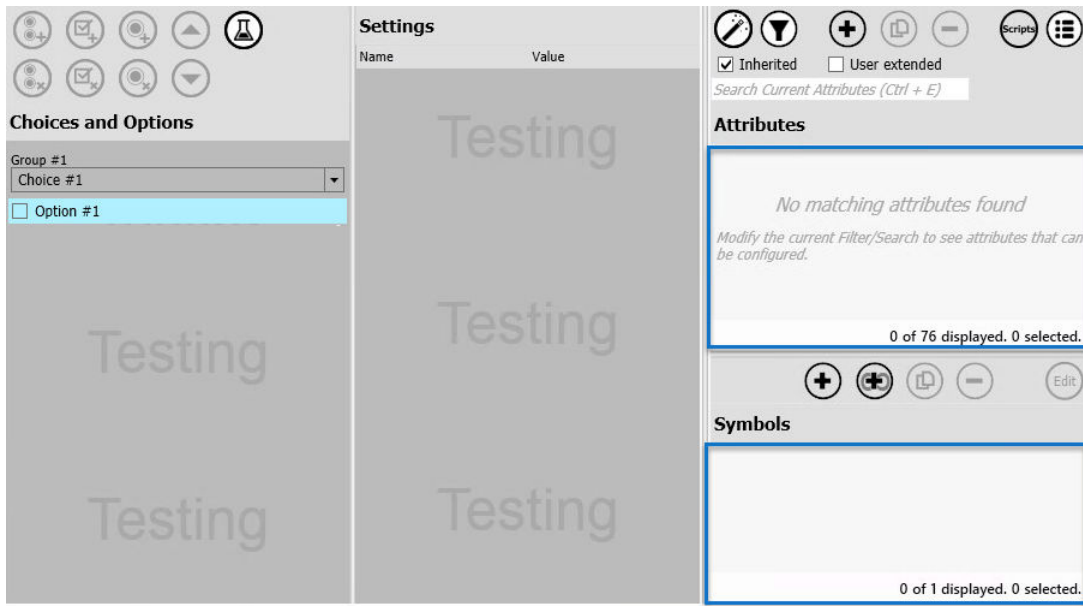 Settings
Name Value
Choices and Options
Group #1
Choice #1
Option #1
Testing
Testing
Testing
Testing
Testing
Scripts
Inherited User extended
Search Current Attributes (Ctrl + E)
Attributes
No matching attributes found
Modify the current Filter/Search to see attributes that can
be configured.
0 of 76 displayed. 0 selected.
Edit
Symbols
0 of 1 displayed. 0 selected.